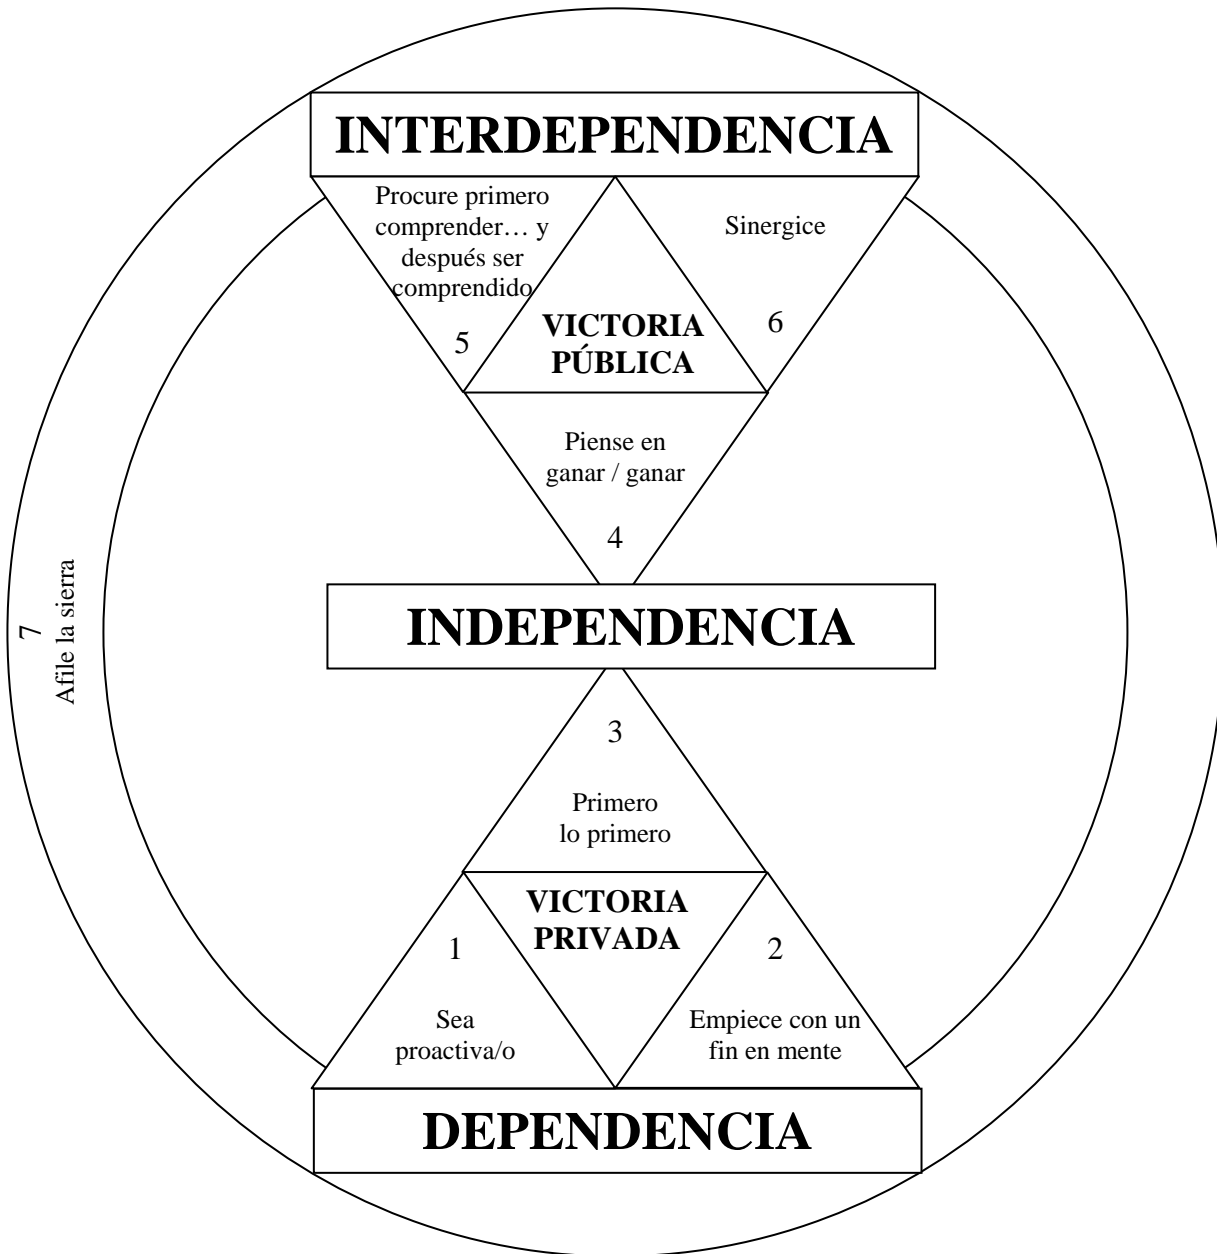 INTERDEPENDENCIA
Procure primero
comprender… y
después ser
comprendido
5
Sinergice
6
VICTORIA
PÚBLICA
Piense en
ganar / ganar
4
7
Afile la sierra
INDEPENDENCIA
3
Primero
lo primero
VICTORIA
PRIVADA
1
Sea
proactiva/o
2
Empiece con un
fin en mente
DEPENDENCIA